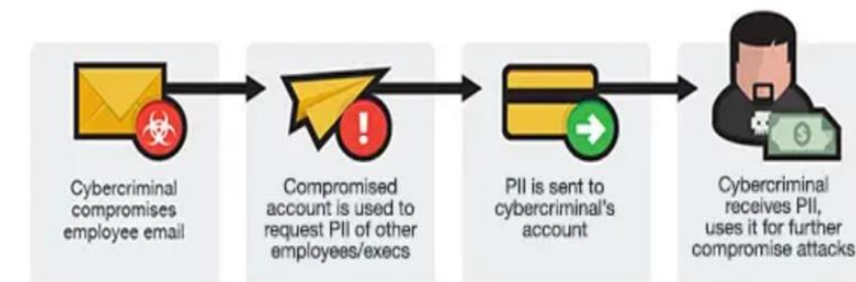 Cybercriminal
compromises
employee email
Compromised
account is used to
request PII of other
employees/execs
PII is sent to
cybercriminal's
account
Cybercriminal
receives PII,
uses it for further
compromise attacks